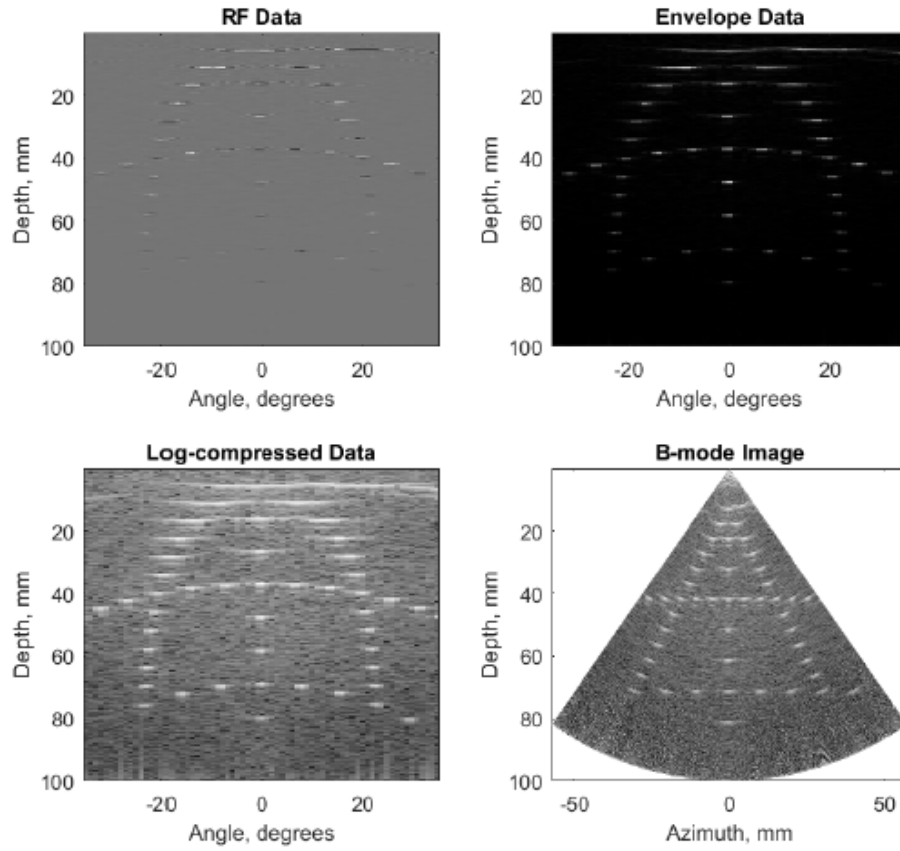 RF Data
Depth, mm
20
40
60
80
100
-20
0
20
Angle, degrees
Envelope Data
Depth, mm
20
40
60
80
100
-20
0
20
Angle, degrees
Log-compressed Data
Depth, mm
20
40
60
80
100
-20
0
20
Angle, degrees
B-mode Image
Depth, mm
20
40
60
80
100
-50
0
50
Azimuth, mm